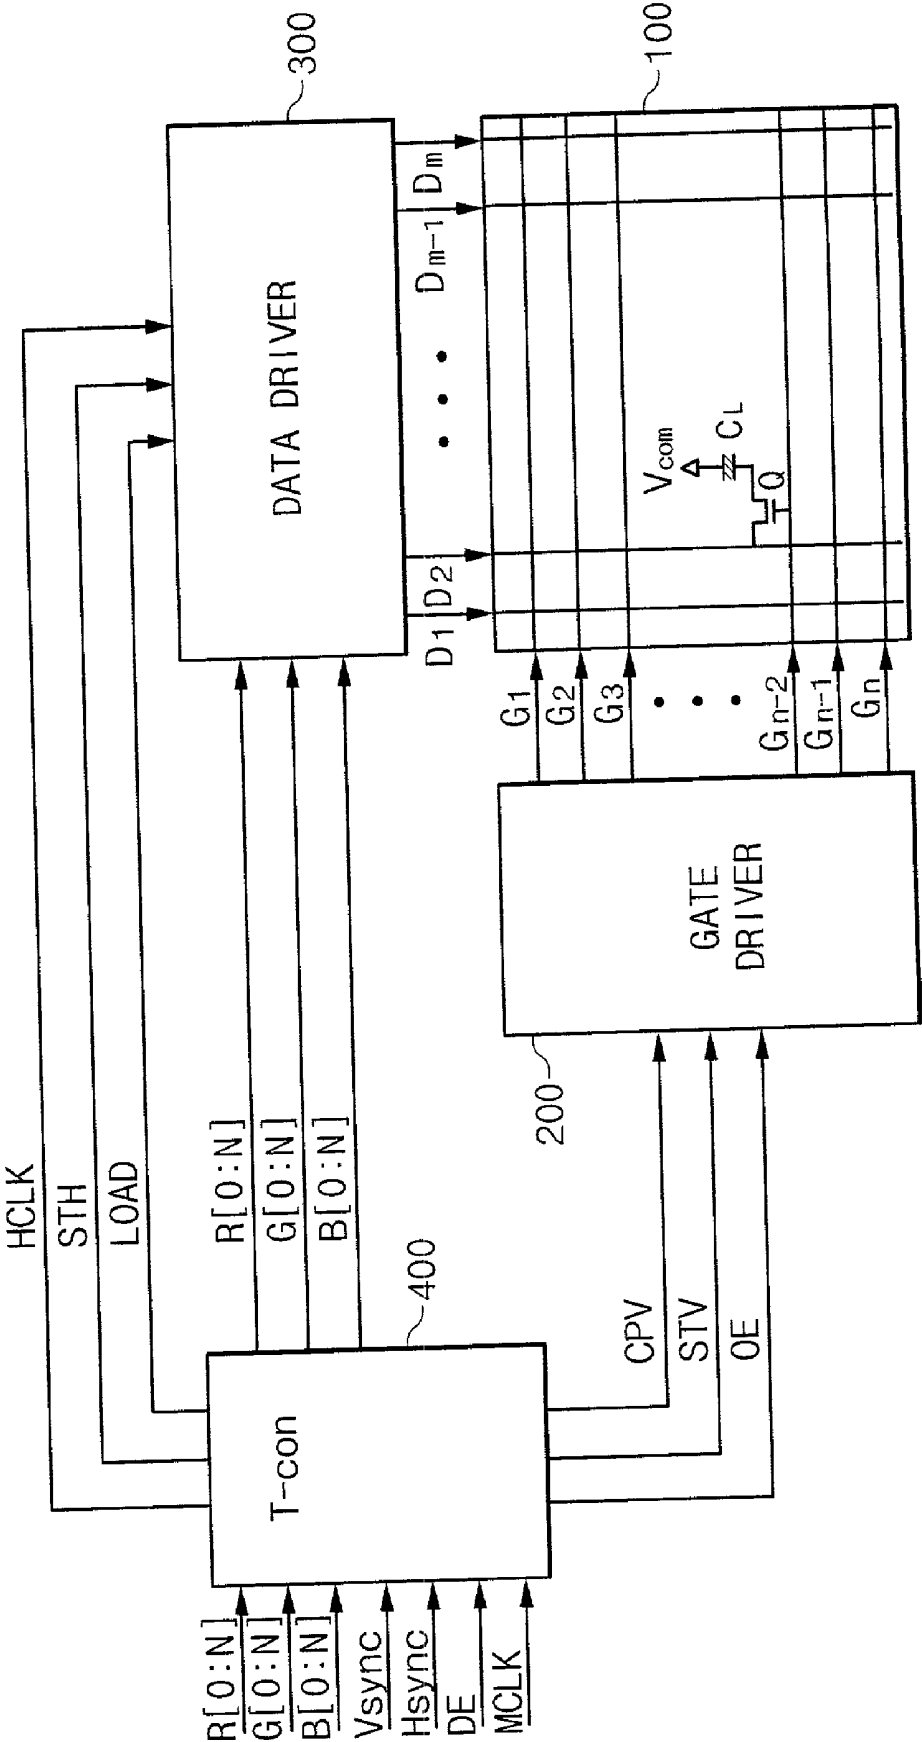 HCLK
STH
LOAD
R[0:N]
G[0:N]
B[0:N]
DATA DRIVER
300
R[0:N]
G[0:N]
B[0:N]
Vsync
Hsync
DE
MCLK
T-con
400
D1
D2
Dm-1
Dm
CPV
STV
OE
200
GATE
DRIVER
G1
G2
G3
Gn-2
Gn-1
Gn
100
Vcom
CL
Q